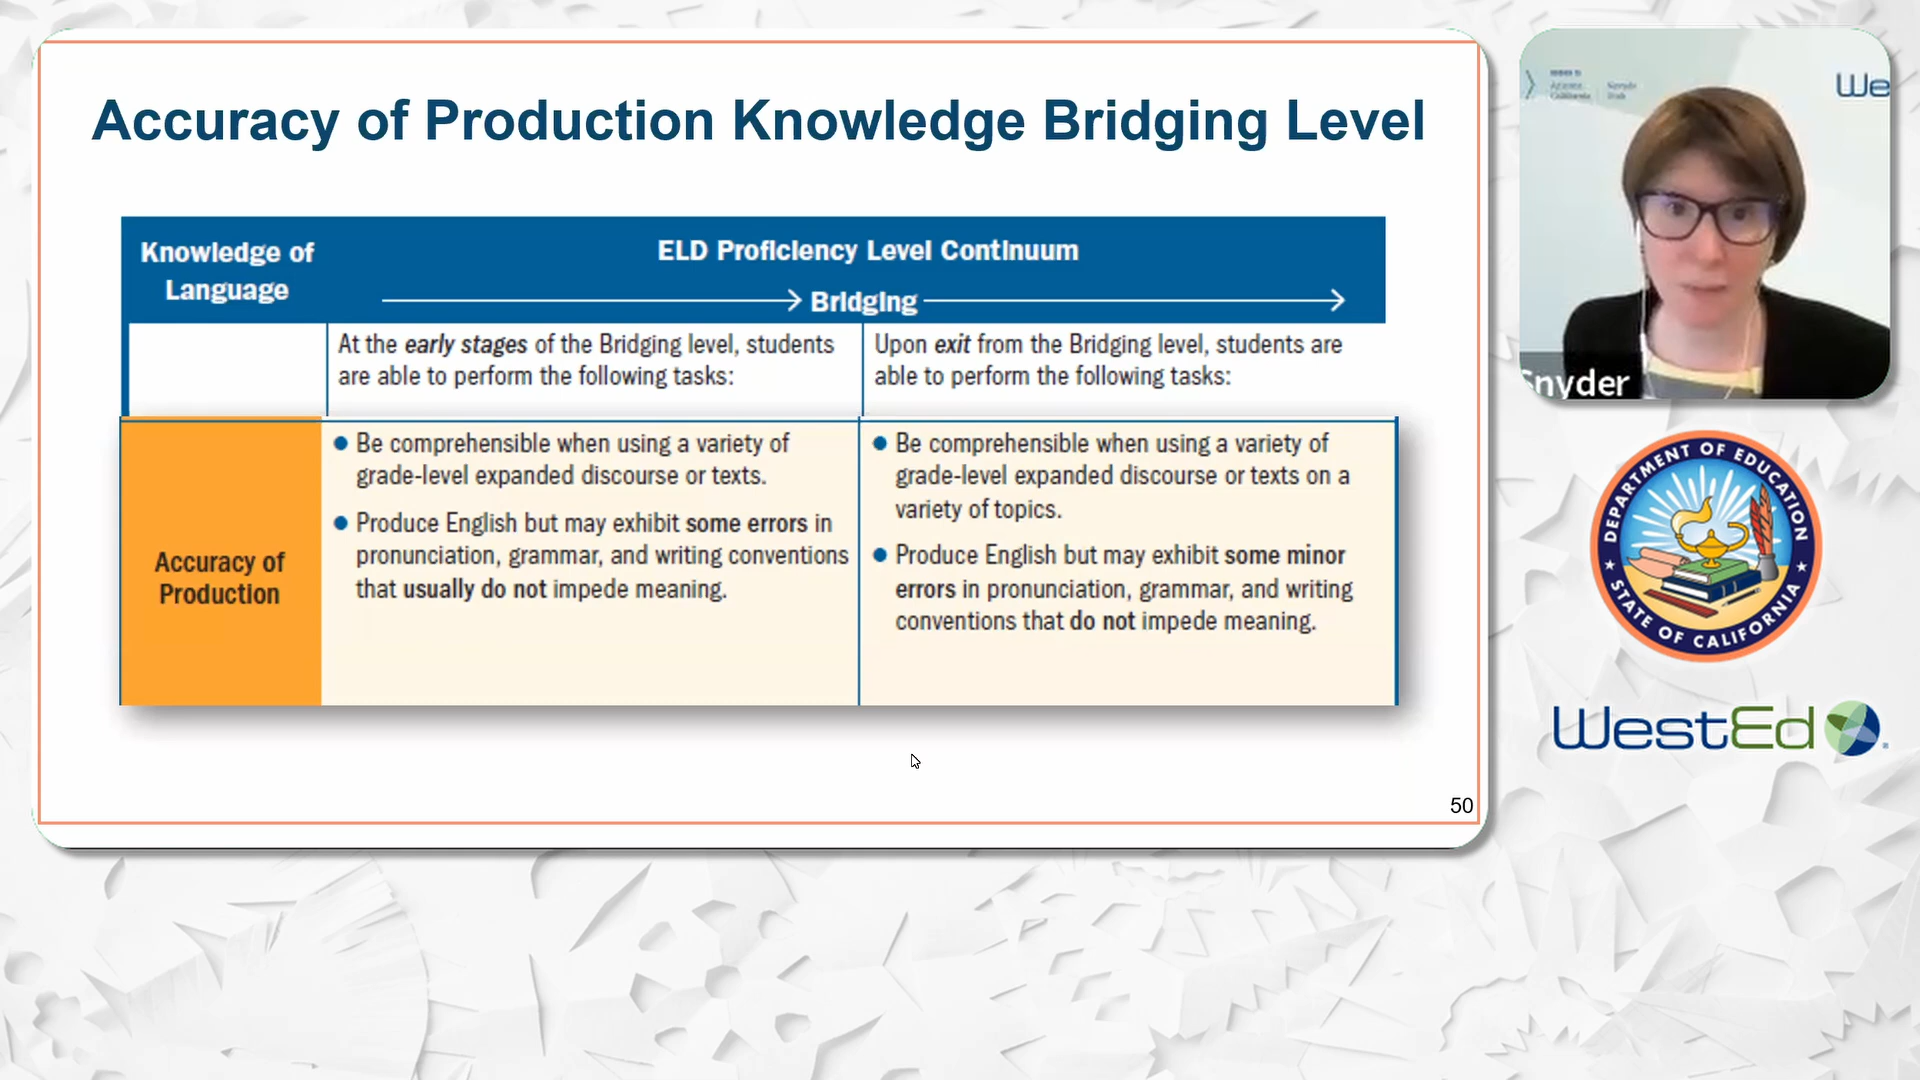 Accuracy of Production Knowledge Bridging Level
Knowledge of
Language
ELD Proficiency Level Continuum
Bridging
At the early stages of the Bridging level, students
are able to perform the following tasks:
Upon exit from the Bridging level, students are
able to perform the following tasks:
Accuracy of
Production
Be comprehensible when using a variety of
grade-level expanded discourse or texts.
Produce English but may exhibit some errors in
pronunciation, grammar, and writing conventions
that usually do not impede meaning.
Be comprehensible when using a variety of
grade-level expanded discourse or texts on a
variety of topics.
Produce English but may exhibit some minor
errors in pronunciation, grammar, and writing
conventions that do not impede meaning.
50
We
Snyder
DEPARTMENT OF EDUCATION
STATE OF CALIFORNIA
WestEd